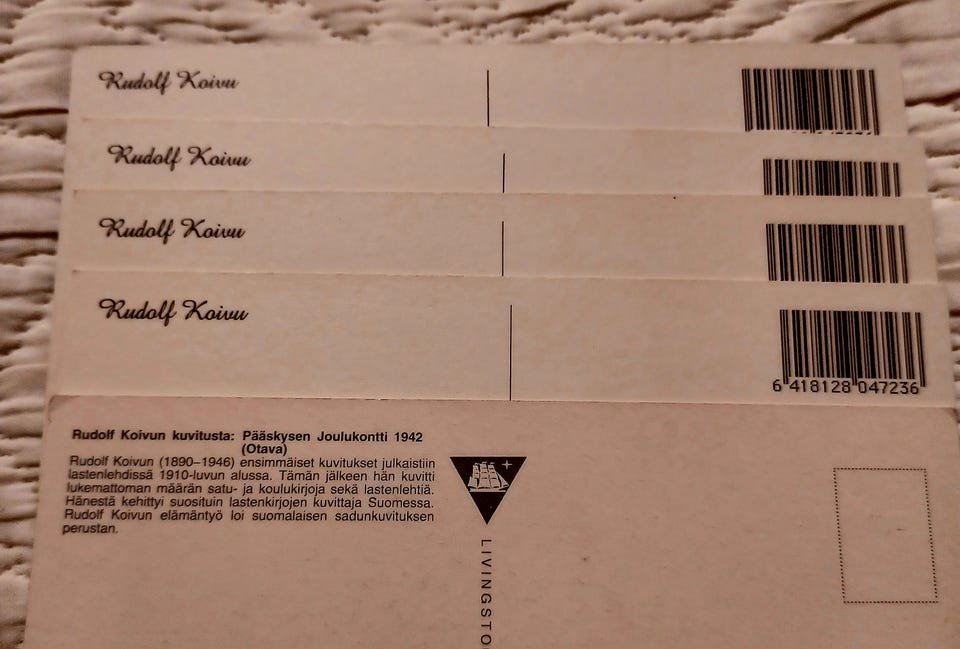 Rudolf Koivu
Rudolf Koivu
Rudolf Koivu
Rudolf Koivu
6 418128 047236
Rudolf Koivun kuvitusta: Pääskysen Joulukontti 1942
(Otava)
Rudolf Koivun (1890–1946) ensimmäiset kuvitukset julkaistiin
lastenlehdissä 1910-luvun alussa. Tämän jälkeen hän kuvitti
lukemattoman määrän satu- ja koulukirjoja sekä lastenlehtiä.
Hänestä kehittyi suosituin lastenkirjojen kuvittaja Suomessa.
Rudolf Koivun elämäntyö loi suomalaisen sadunkuvituksen
perustan.
LIVINGSTO